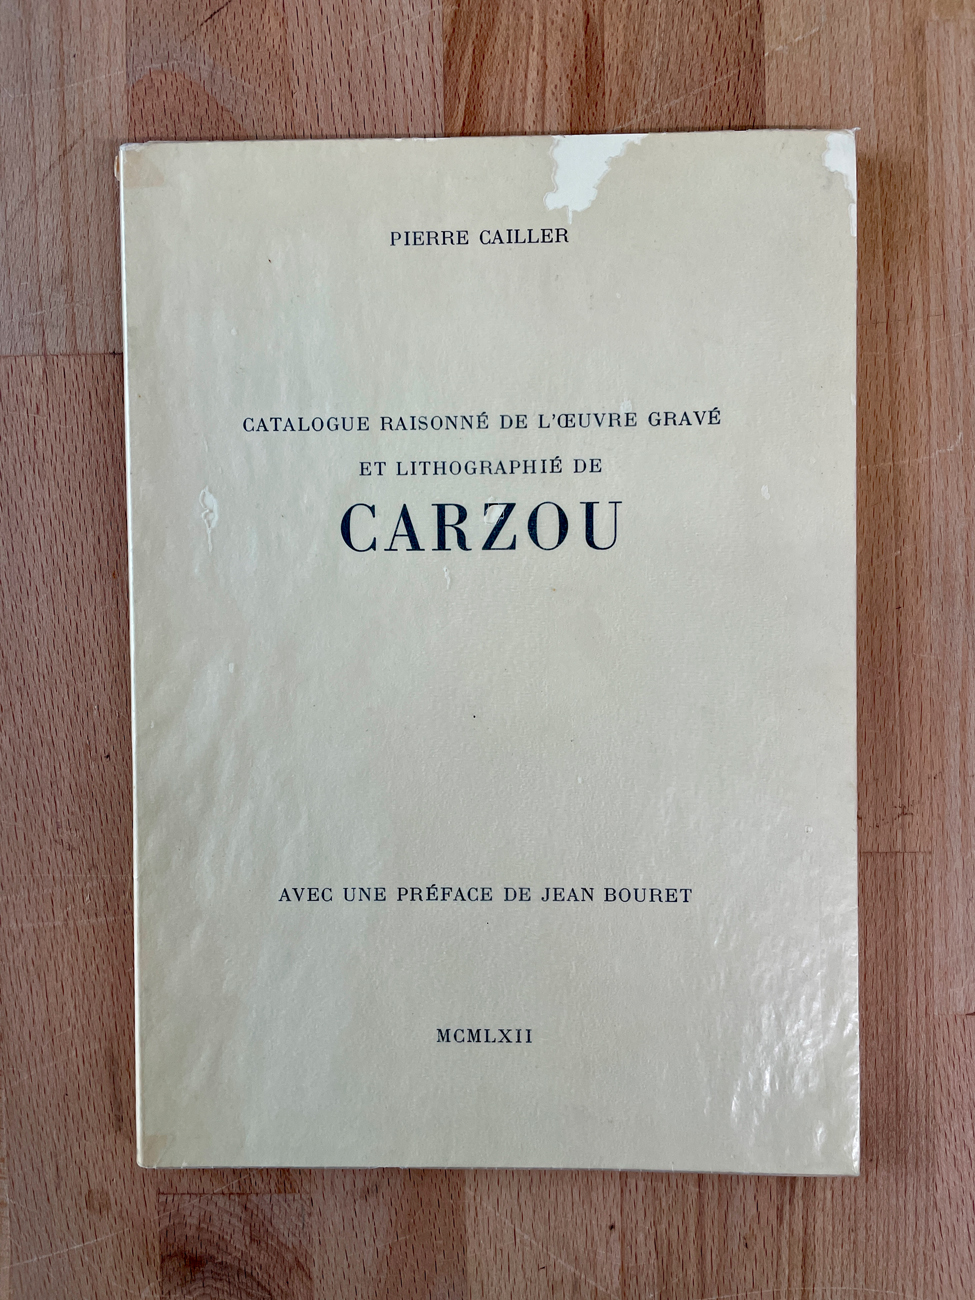 PIERRE CAILLER
CATALOGUE RAISONNÉ DE L'ŒUVRE GRAVÉ
ET LITHOGRAPHIÉ DE
CARZOU
AVEC UNE PRÉFACE DE JEAN BOURET
MCMLXII